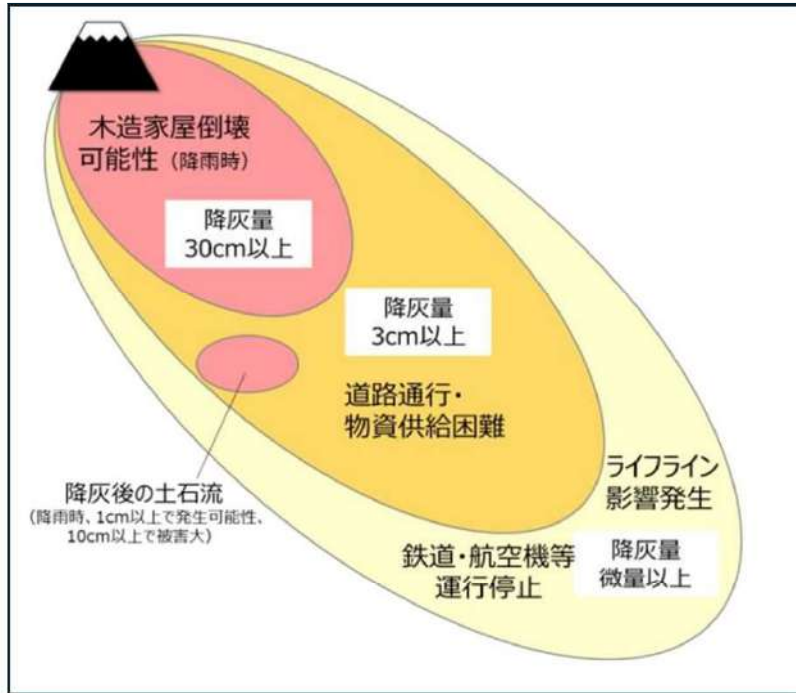 木造家屋倒壊
可能性（降雨時）
降灰量
30cm以上
降灰量
3cm以上
道路通行・
物資供給困難
降灰後の土石流
（降雨時、1cm以上で発生可能性、
10cm以上で被害大）
ライフライン
影響発生
鉄道・航空機等
運行停止
降灰量
微量以上